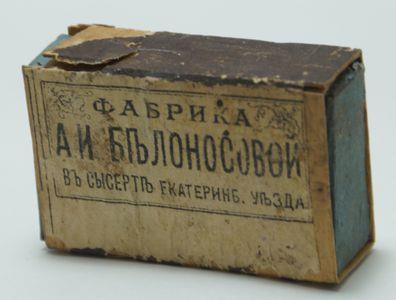 ФАБРИКА
А И БѢЛОНОСОВОЙ
ВЪ СЫСЕРТѢ ЕКАТЕРИНБ. УѢЗДА